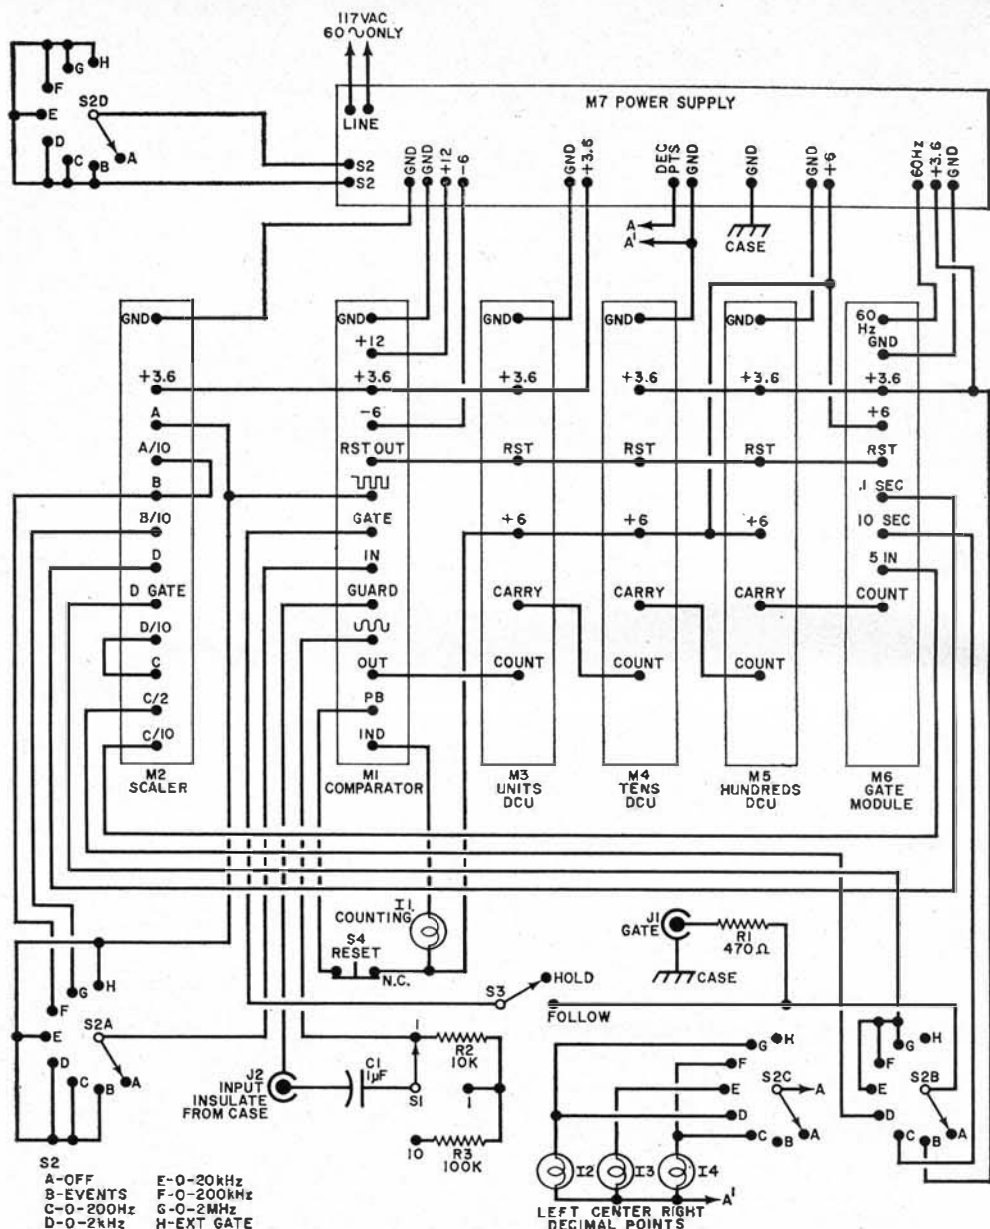 117VAC
60 ∿ ONLY
M7 POWER SUPPLY
LINE
S2
S2
GND
GND
+12
-6
GND
+3.6
DEC PTS
GND
GND
GND
+6
60Hz
+3.6
GND
A
A'
CASE
H
G
F
S2D
E
D
C
B
A
GND
+3.6
A
A/10
B
B/10
D
D GATE
D/10
C
C/2
C/10
M2
SCALER
GND
+12
+3.6
-6
RST OUT
GATE
IN
GUARD
OUT
PB
IND
M1
COMPARATOR
GND
+3.6
RST
+6
CARRY
COUNT
M3
UNITS
DCU
GND
+3.6
RST
+6
CARRY
COUNT
M4
TENS
DCU
GND
+3.6
RST
+6
CARRY
COUNT
M5
HUNDREDS
DCU
60
Hz
GND
+3.6
+6
RST
.1 SEC
10 SEC
5 IN
COUNT
M6
GATE
MODULE
I1
COUNTING
S4
RESET
N.C.
J1
GATE
R1
470Ω
CASE
S3
HOLD
FOLLOW
H
G
F
S2A
E
D
C
B
A
J2
INPUT
INSULATE
FROM CASE
C1
1µF
S1
1
R2
10K
1
10
R3
100K
H
G
F
E
S2C
A
D
C
B
A
H
G
F
E
S2B
D
C
B
A
I2
I3
I4
A'
LEFT CENTER RIGHT
DECIMAL POINTS
S2
A-OFF E-0-20kHz
B-EVENTS F-0-200kHz
C-0-200Hz G-0-2MHz
D-0-2kHz H-EXT GATE